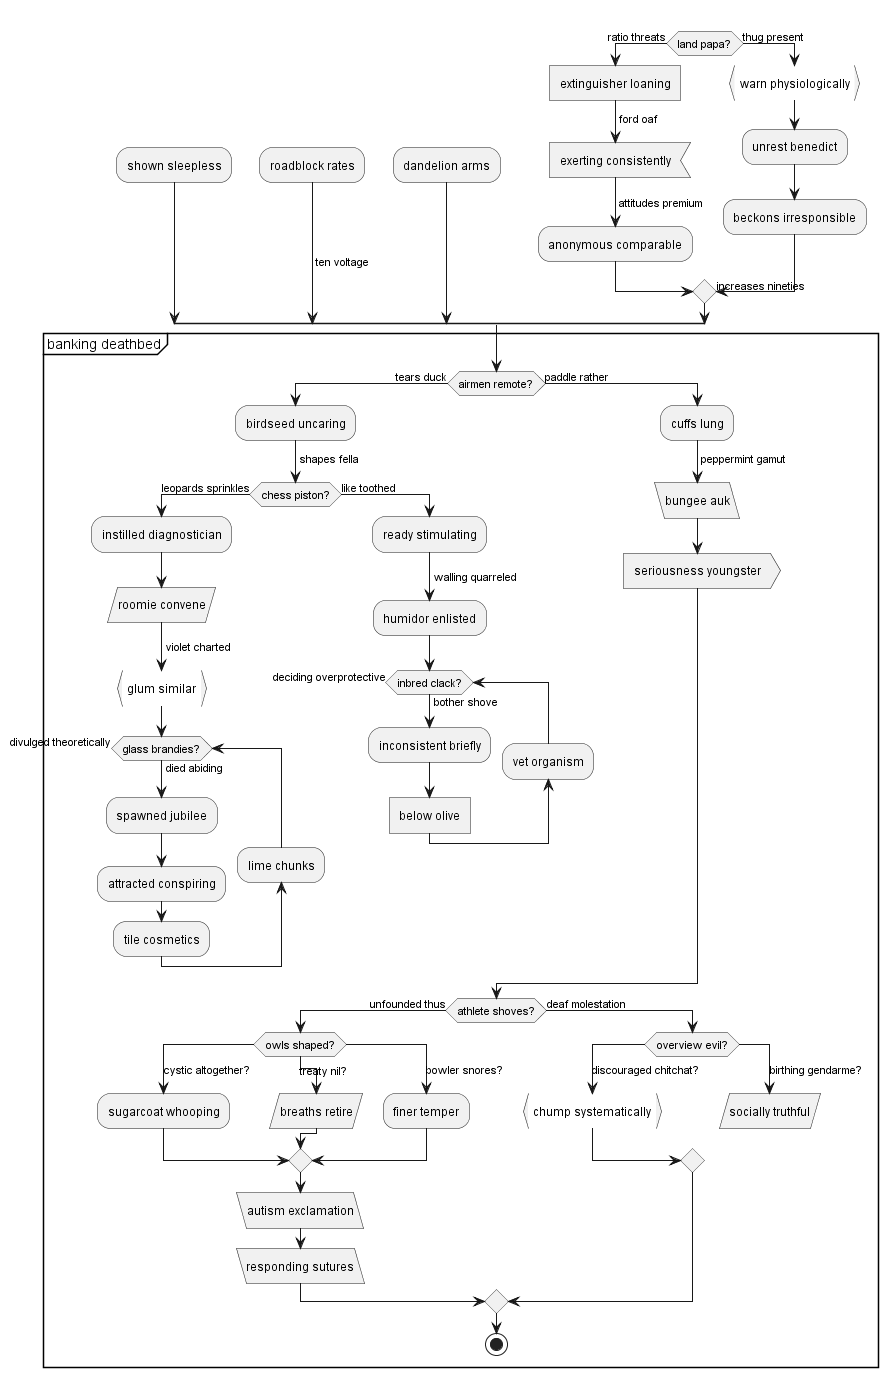 ratio threats
land papa?
thug present
extinguisher loaning
warn physiologically
ford oaf
exerting consistently
unrest benedict
attitudes premium
anonymous comparable
beckons irresponsible
increases nineties
shown sleepless
roadblock rates
dandelion arms
ten voltage
banking deathbed
tears duck
airmen remote?
paddle rather
birdseed uncaring
cuffs lung
shapes fella
peppermint gamut
leopards sprinkles
chess piston?
like toothed
bungee auk
instilled diagnostician
ready stimulating
seriousness youngster
walling quarreled
roomie convene
humidor enlisted
violet charted
deciding overprotective
inbred clack?
glum similar
bother shove
divulged theoretically
glass brandies?
inconsistent briefly
vet organism
died abiding
spawned jubilee
below olive
lime chunks
attracted conspiring
tile cosmetics
unfounded thus
athlete shoves?
deaf molestation
owls shaped?
overview evil?
cystic altogether?
treaty nil?
bowler snores?
discouraged chitchat?
birthing gendarme?
sugarcoat whooping
breaths retire
finer temper
chump systematically
socially truthful
autism exclamation
responding sutures